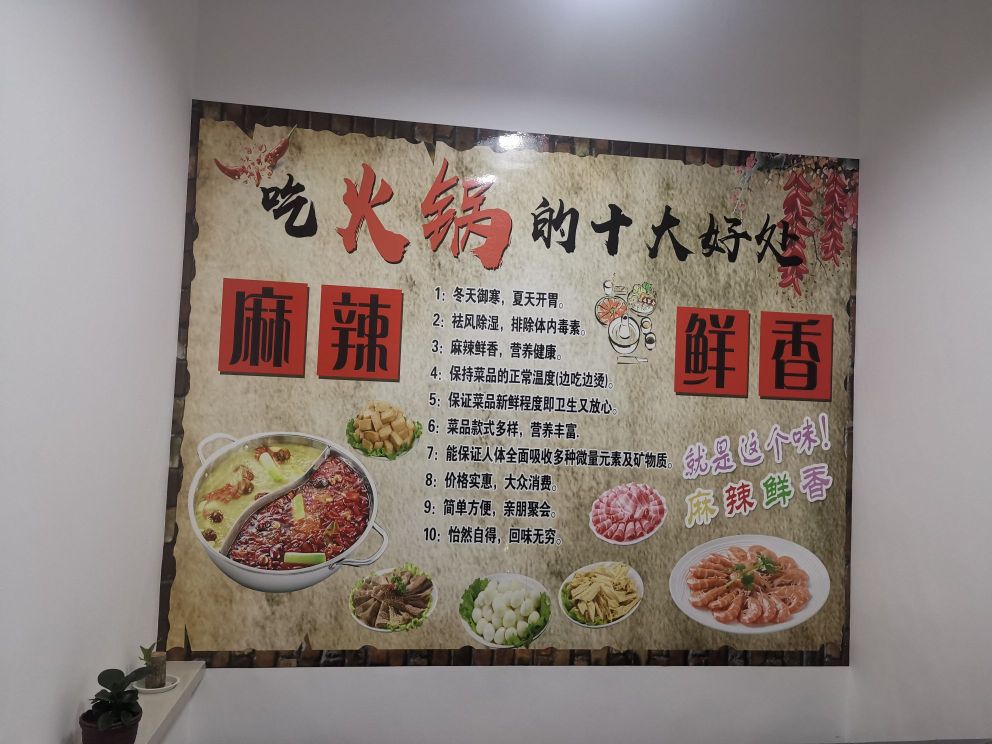 吃火锅的十大好处
麻辣
鲜香
1：冬天御寒，夏天开胃。
2：祛风除湿，排除体内毒素。
3：麻辣鲜香，营养健康。
4：保持菜品的正常温度(边吃边烫)。
5：保证菜品新鲜程度即卫生又放心。
6：菜品款式多样，营养丰富.
7：能保证人体全面吸收多种微量元素及矿物质。
8：价格实惠，大众消费。
9：简单方便，亲朋聚会。
10：怡然自得，回味无穷。
就是这个味！
麻辣鲜香